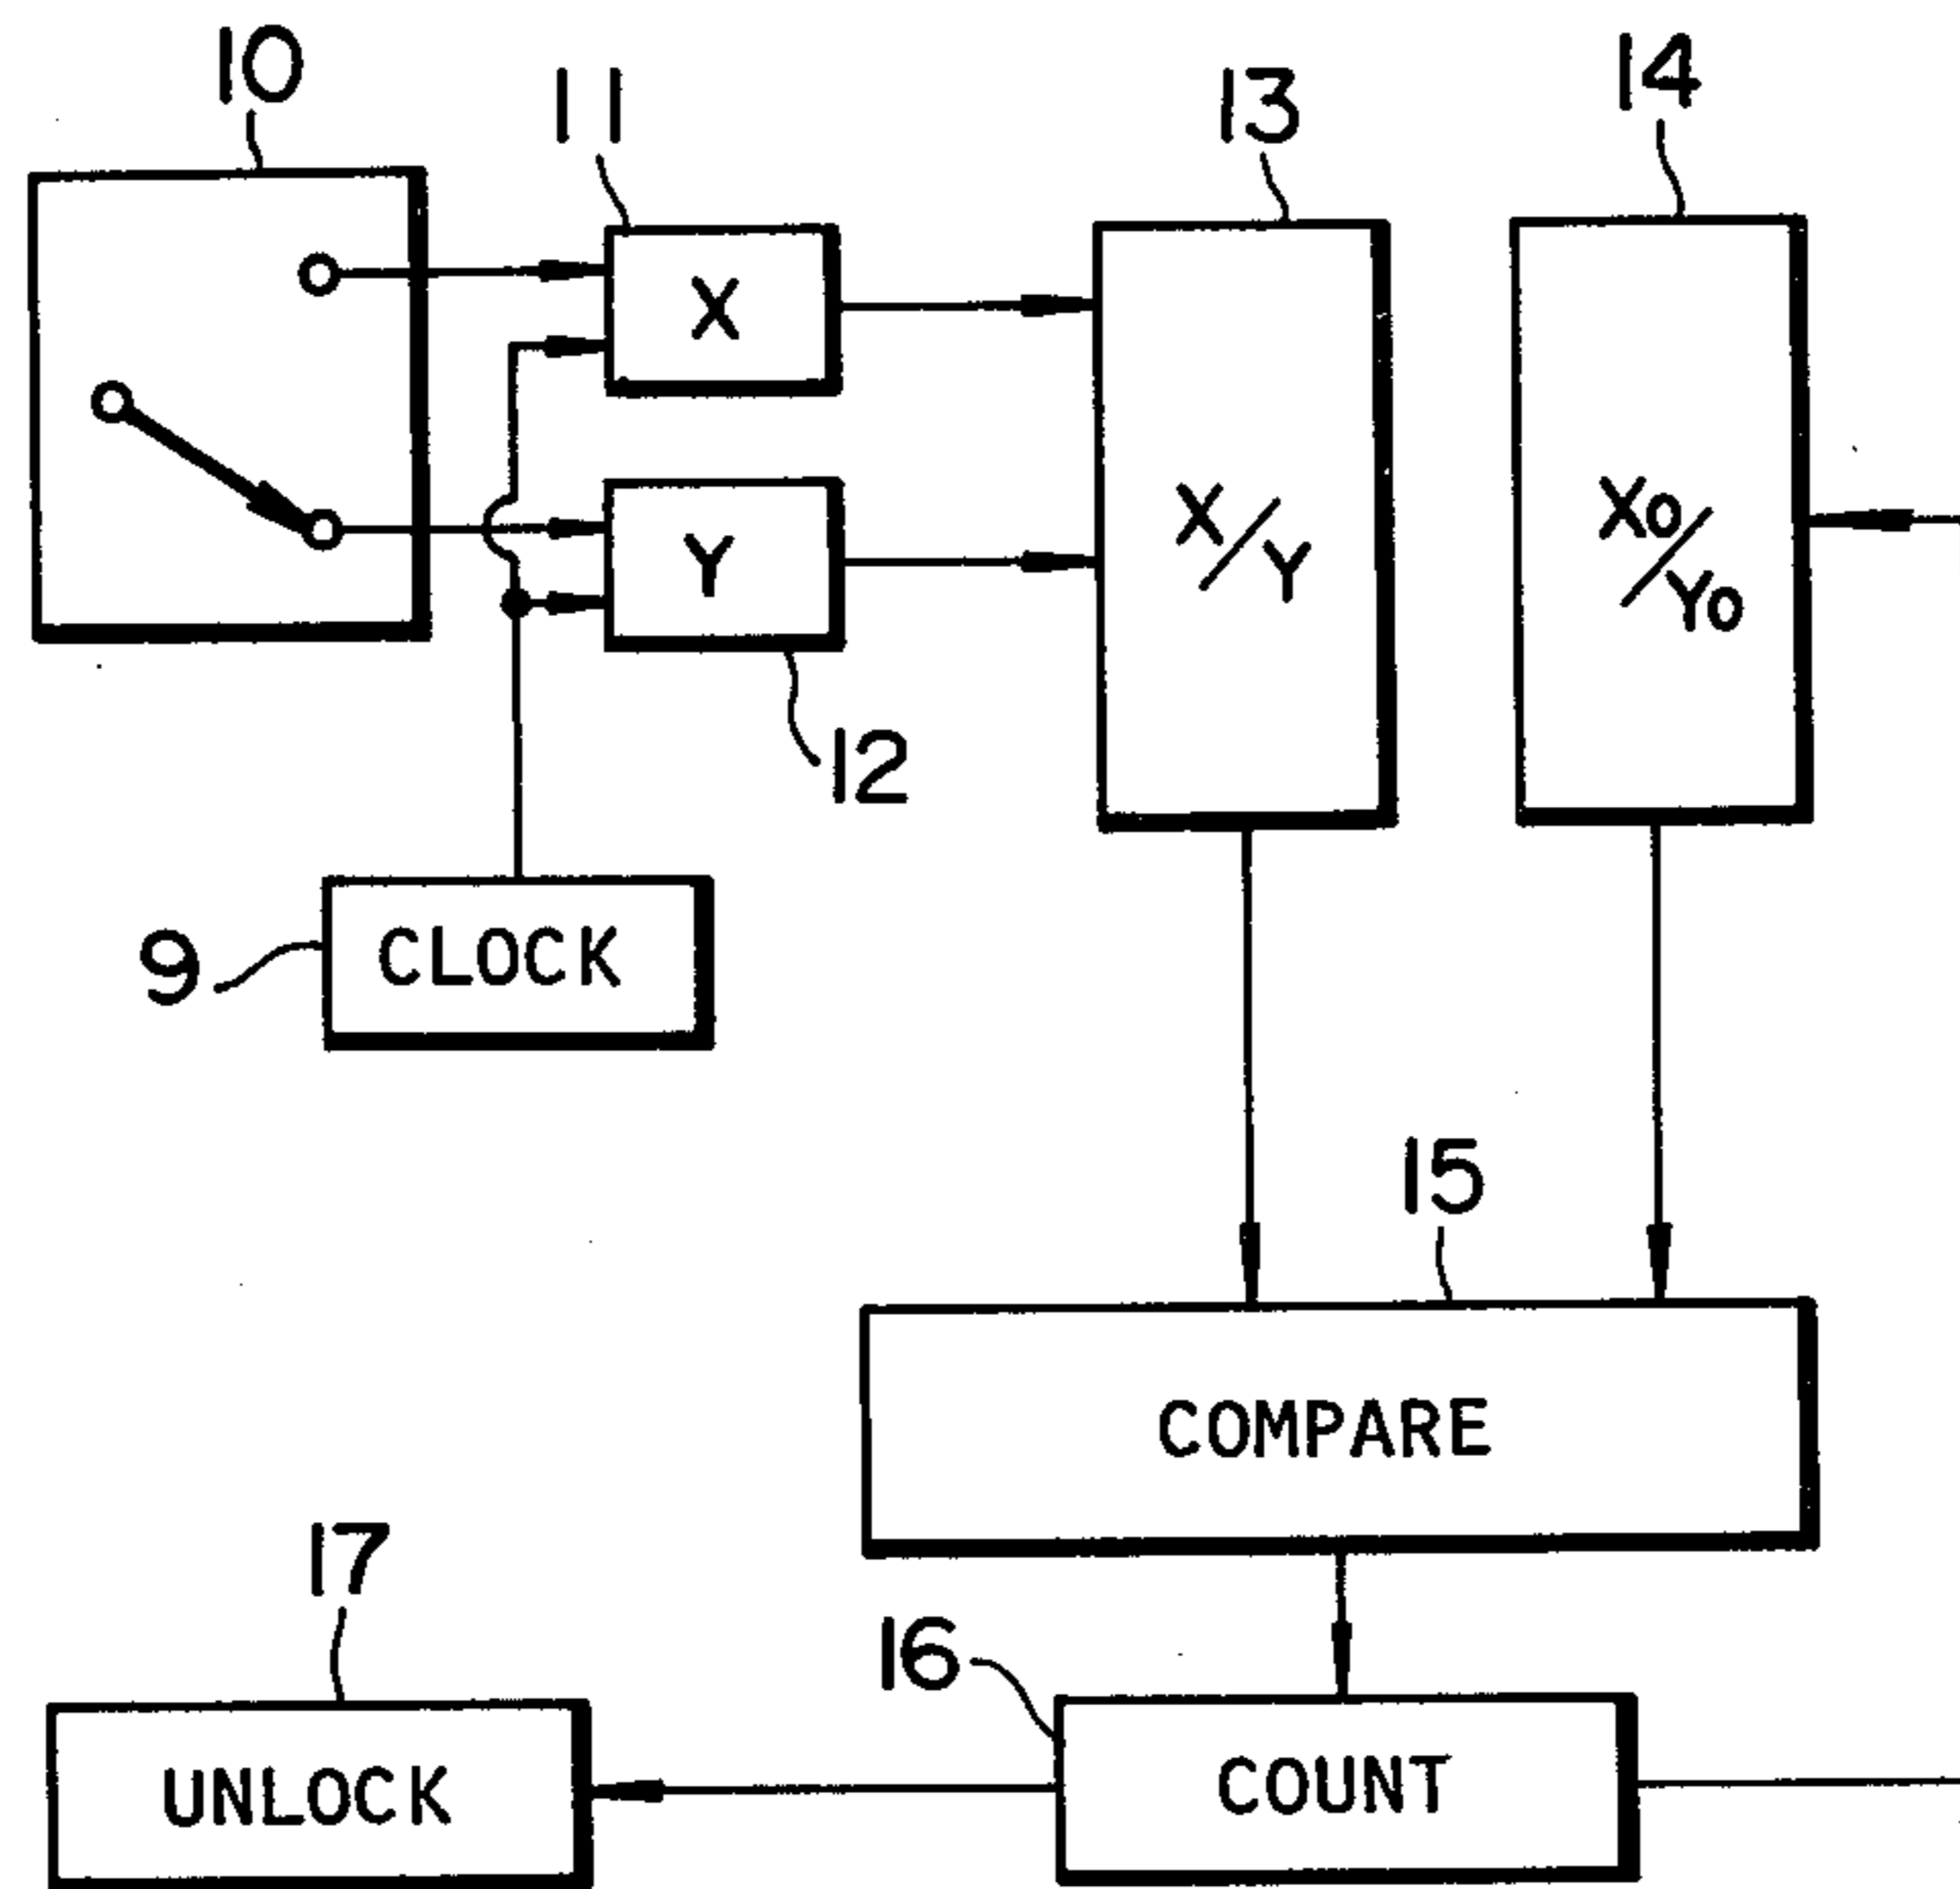 10
11
13
14
X
X/Y
X0/Y0
Y
12
9
CLOCK
15
COMPARE
17
16
UNLOCK
COUNT